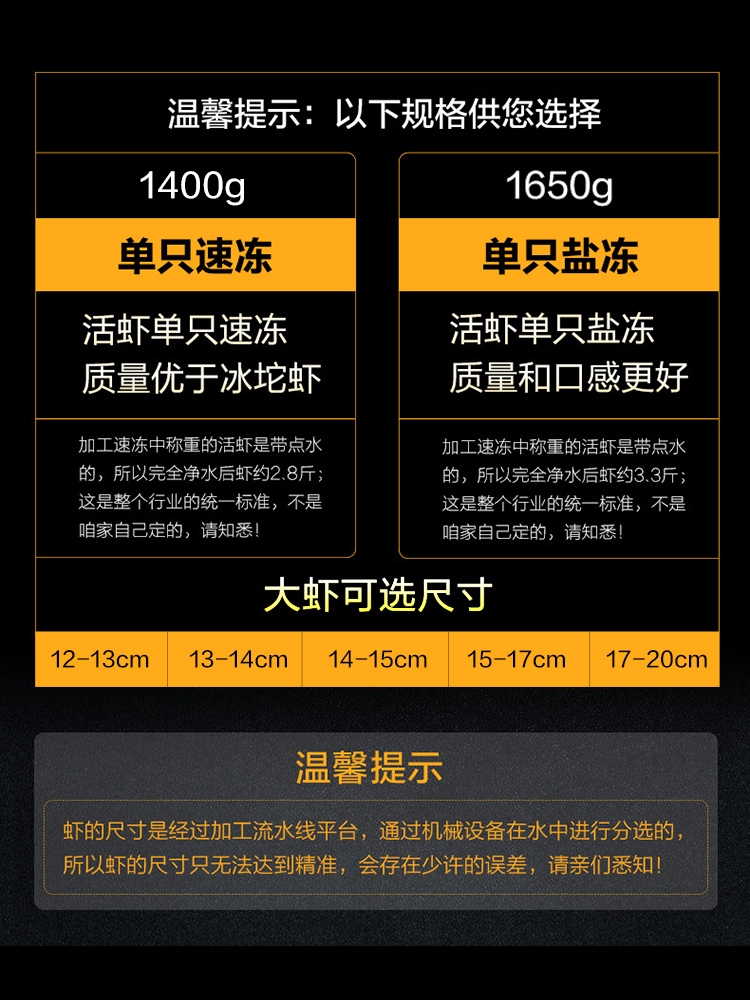 温馨提示：以下规格供您选择
1400g
单只速冻
活虾单只速冻
质量优于冰坨虾
加工速冻中称重的活虾是带点水
的，所以完全净水后虾约2.8斤；
这是整个行业的统一标准，不是
咱家自己定的，请知悉！
1650g
单只盐冻
活虾单只盐冻
质量和口感更好
加工速冻中称重的活虾是带点水
的，所以完全净水后虾约3.3斤；
这是整个行业的统一标准，不是
咱家自己定的，请知悉！
大虾可选尺寸
12-13cm 13-14cm 14-15cm 15-17cm 17-20cm
温馨提示
虾的尺寸是经过加工流水线平台，通过机械设备在水中进行分选的，
所以虾的尺寸只无法达到精准，会存在少许的误差，请亲们悉知！